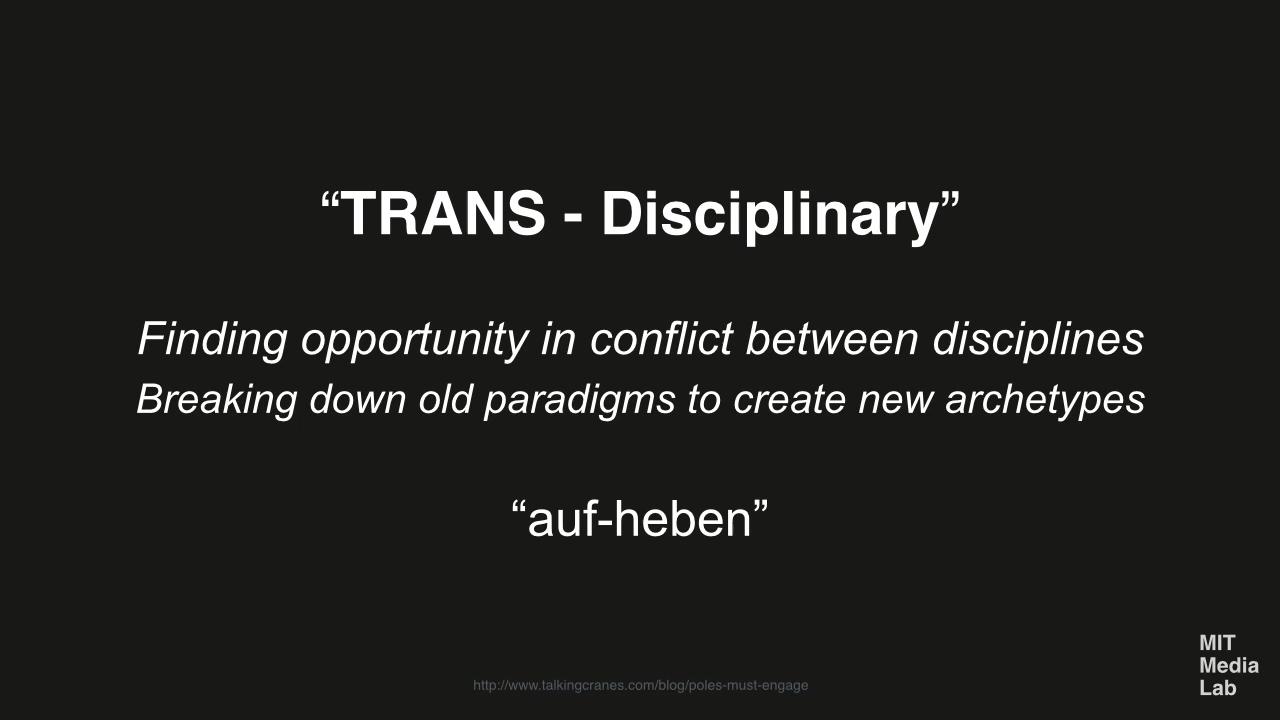 “TRANS - Disciplinary”
Finding opportunity in conflict between disciplines
Breaking down old paradigms to create new archetypes
“auf-heben”
http://www.talkingcranes.com/blog/poles-must-engage
MIT
Media
Lab